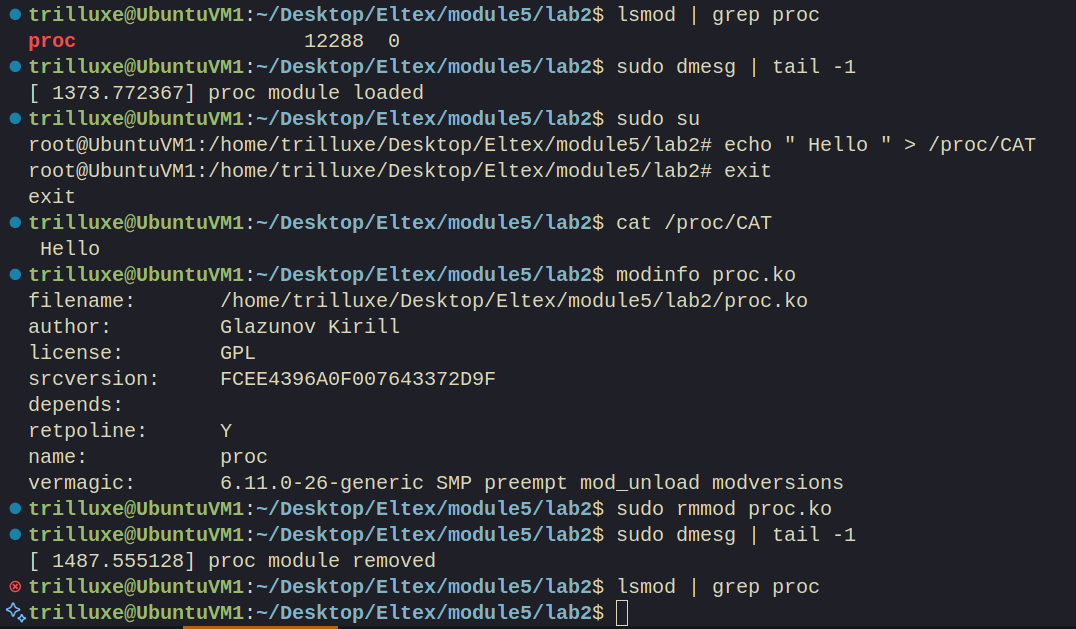 trilluxe@UbuntuVM1:~/Desktop/Eltex/module5/lab2$ lsmod | grep proc
proc                   12288  0
trilluxe@UbuntuVM1:~/Desktop/Eltex/module5/lab2$ sudo dmesg | tail -1
[ 1373.772367] proc module loaded
trilluxe@UbuntuVM1:~/Desktop/Eltex/module5/lab2$ sudo su
root@UbuntuVM1:/home/trilluxe/Desktop/Eltex/module5/lab2# echo " Hello " > /proc/CAT
root@UbuntuVM1:/home/trilluxe/Desktop/Eltex/module5/lab2# exit
exit
trilluxe@UbuntuVM1:~/Desktop/Eltex/module5/lab2$ cat /proc/CAT
 Hello
trilluxe@UbuntuVM1:~/Desktop/Eltex/module5/lab2$ modinfo proc.ko
filename:       /home/trilluxe/Desktop/Eltex/module5/lab2/proc.ko
author:         Glazunov Kirill
license:        GPL
srcversion:     FCEE4396A0F007643372D9F
depends:
retpoline:      Y
name:           proc
vermagic:       6.11.0-26-generic SMP preempt mod_unload modversions
trilluxe@UbuntuVM1:~/Desktop/Eltex/module5/lab2$ sudo rmmod proc.ko
trilluxe@UbuntuVM1:~/Desktop/Eltex/module5/lab2$ sudo dmesg | tail -1
[ 1487.555128] proc module removed
trilluxe@UbuntuVM1:~/Desktop/Eltex/module5/lab2$ lsmod | grep proc
trilluxe@UbuntuVM1:~/Desktop/Eltex/module5/lab2$